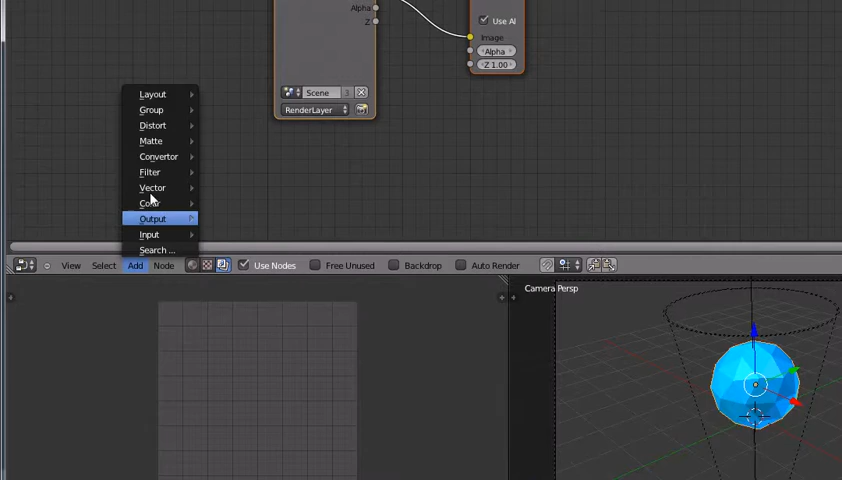 Alpha
Z
Use Al
Image
Alpha
Z 1.00
Scene
3
RenderLayer
Layout
Group
Distort
Matte
Convertor
Filter
Vector
Color
Output
Input
Search ...
View Select Add Node Use Nodes Free Unused Backdrop Auto Render
Camera Persp